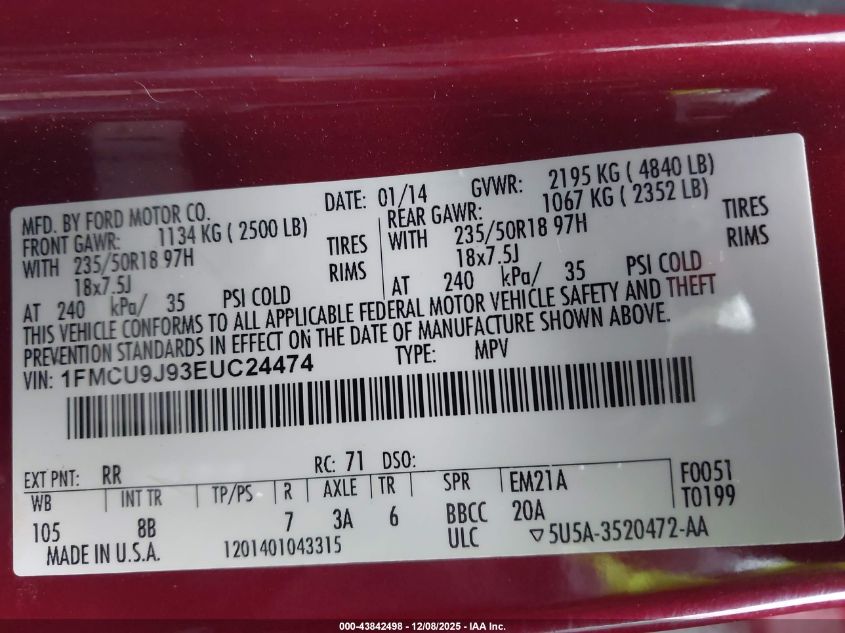 MFD. BY FORD MOTOR CO. DATE: 01/14 GVWR: 2195 KG ( 4840 LB)
FRONT GAWR: 1134 KG ( 2500 LB) REAR GAWR: 1067 KG ( 2352 LB)
WITH 235/50R18 97H TIRES WITH 235/50R18 97H TIRES
18x7.5J RIMS 18x7.5J RIMS
AT 240 kPa/ 35 PSI COLD AT 240 kPa/ 35 PSI COLD
THIS VEHICLE CONFORMS TO ALL APPLICABLE FEDERAL MOTOR VEHICLE SAFETY AND THEFT
PREVENTION STANDARDS IN EFFECT ON THE DATE OF MANUFACTURE SHOWN ABOVE.
VIN: 1FMCU9J93EUC24474 TYPE: MPV
EXT PNT: RR RC: 71 DSO:
WB INT TR TP/PS R AXLE TR SPR EM21A F0051
105 8B 7 3A 6 BBCC 20A T0199
MADE IN U.S.A. 1201401043315 ULC ▽5U5A-3520472-AA
000-43842498 - 12/08/2025 - IAA Inc.